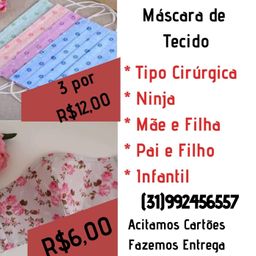 Máscara de
Tecido
3 por
R$12,00
* Tipo Cirúrgica
* Ninja
* Mãe e Filha
* Pai e Filho
* Infantil
(31)992456557
R$6,00
Acitamos Cartões
Fazemos Entrega